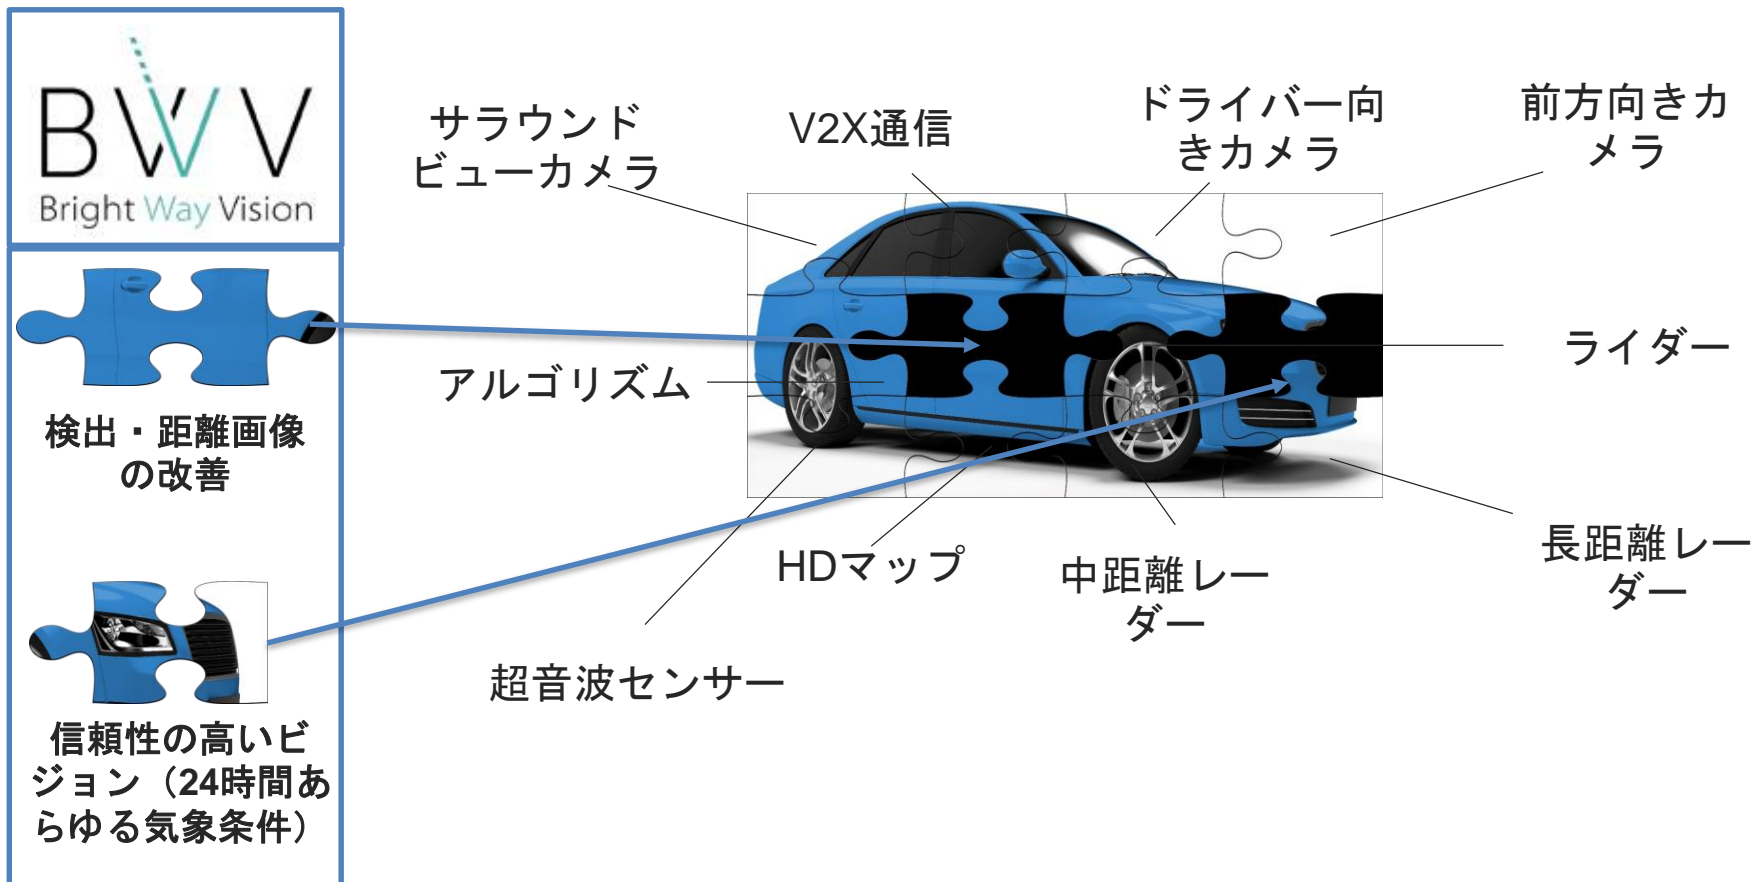 BWV
Bright Way Vision
検出・距離画像
の改善
信頼性の高いビ
ジョン（24時間あ
らゆる気象条件）
サラウンド
ビューカメラ
V2X通信
ドライバー向
きカメラ
前方向きカ
メラ
ライダー
アルゴリズム
長距離レー
ダー
HDマップ
中距離レー
ダー
超音波センサー